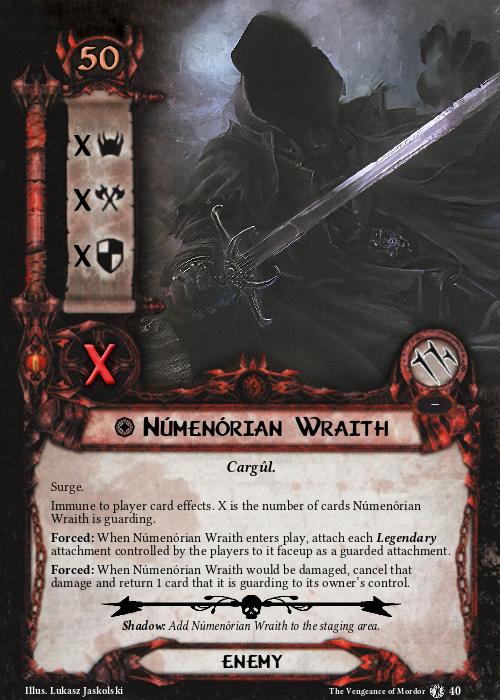 50
X
X
X
X
–
NÚMENÓRIAN WRAITH
Cargûl.
Surge.
Immune to player card effects. X is the number of cards Númenórian
Wraith is guarding.
Forced: When Númenórian Wraith enters play, attach each Legendary
attachment controlled by the players to it faceup as a guarded attachment.
Forced: When Númenórian Wraith would be damaged, cancel that
damage and return 1 card that it is guarding to its owner's control.
Shadow: Add Númenórian Wraith to the staging area.
ENEMY
Illus. Lukasz Jaskolski
The Vengeance of Mordor 40